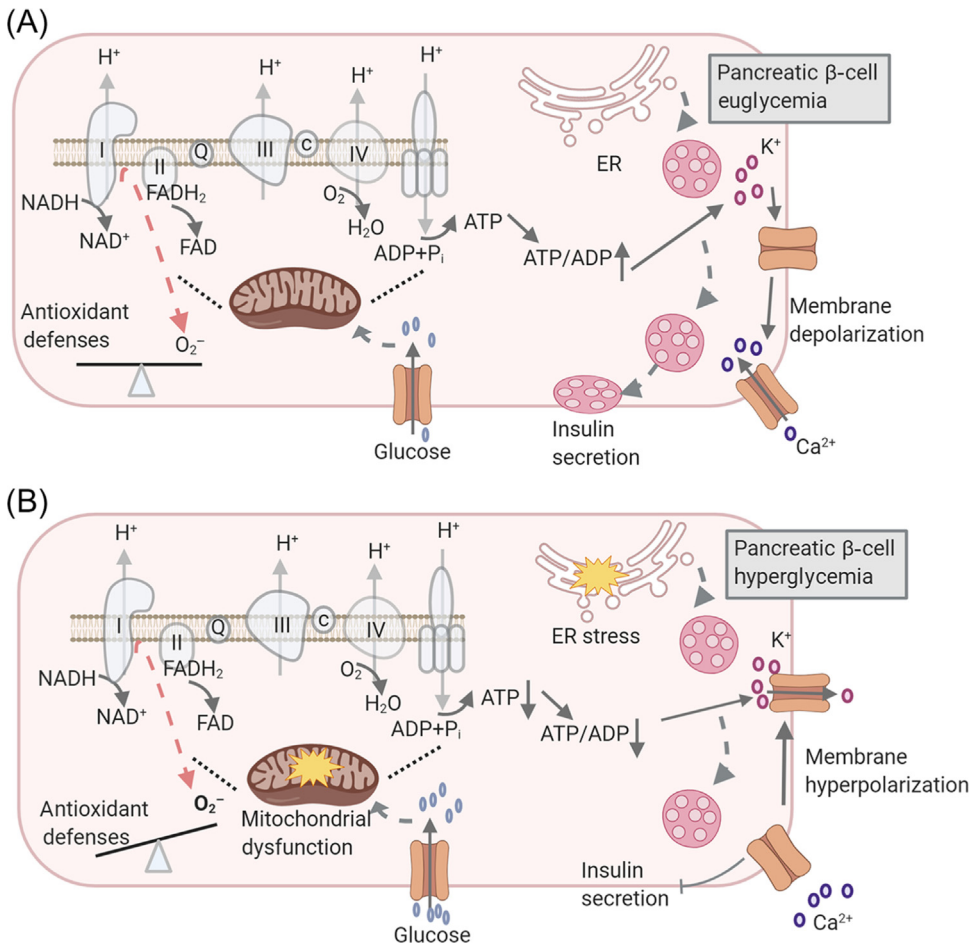 (A)
H⁺
H⁺
H⁺
H⁺
Pancreatic β-cell
euglycemia
I
II
Q
III
c
IV
ER
K⁺
NADH
NAD⁺
FADH₂
FAD
O₂
H₂O
ADP+Pᵢ
ATP
ATP/ADP
Antioxidant
defenses
O₂⁻
Membrane
depolarization
Glucose
Insulin
secretion
Ca²⁺
(B)
H⁺
H⁺
H⁺
H⁺
Pancreatic β-cell
hyperglycemia
I
II
Q
III
c
IV
ER stress
K⁺
NADH
NAD⁺
FADH₂
FAD
O₂
H₂O
ADP+Pᵢ
ATP
ATP/ADP
Antioxidant
defenses
O₂⁻
Mitochondrial
dysfunction
Membrane
hyperpolarization
Glucose
Insulin
secretion
Ca²⁺